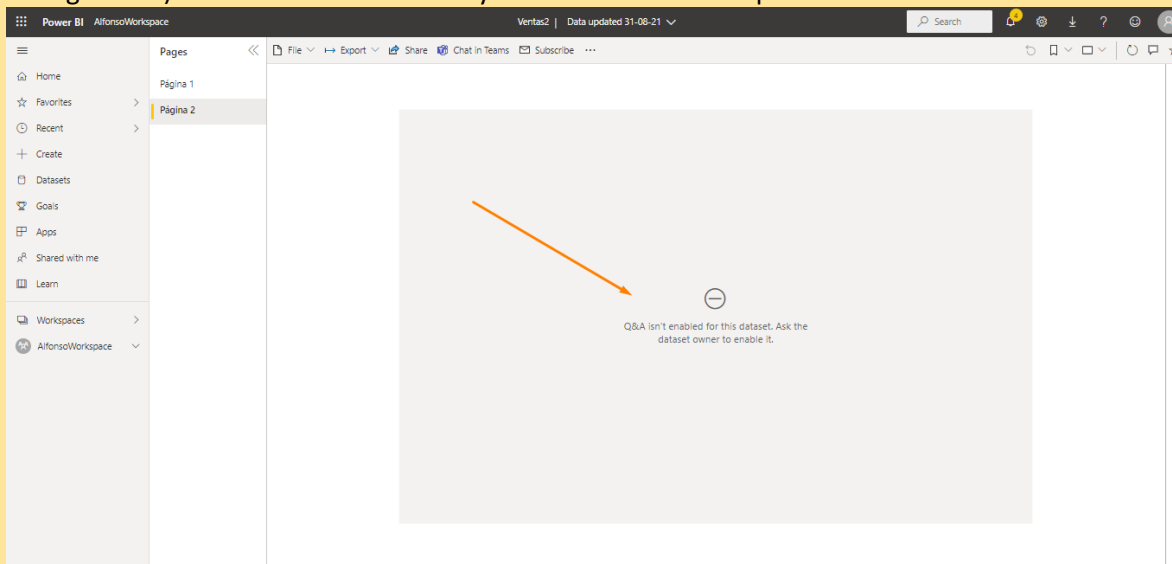 Power BI AlfonsoWorkspace Ventas2 | Data updated 31-08-21 Search 4 ?
Pages File Export Share Chat in Teams Subscribe ...
Home
Página 1
Favorites
Página 2
Recent
Create
Datasets
Goals
Apps
Shared with me
Learn
Q&A isn't enabled for this dataset. Ask the
dataset owner to enable it.
Workspaces
AlfonsoWorkspace